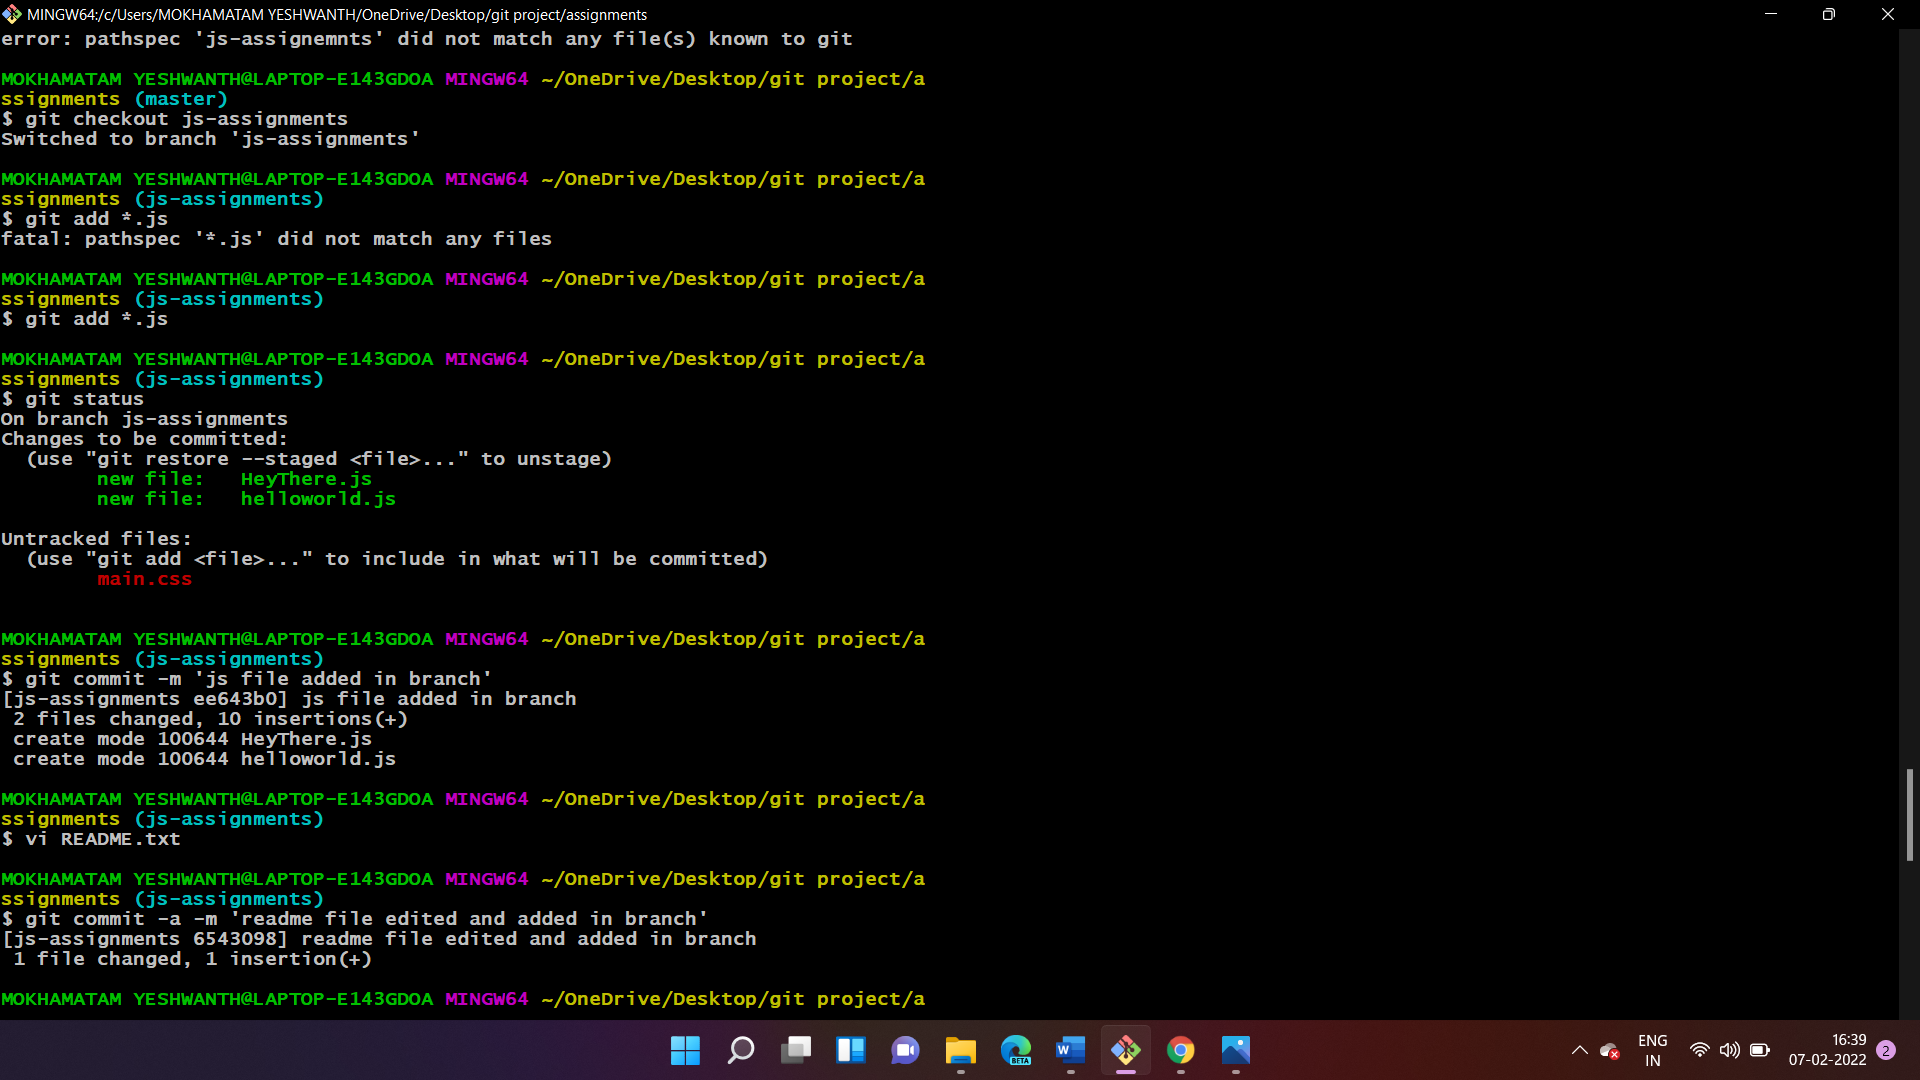 MINGW64:/c/Users/MOKHAMATAM YESHWANTH/OneDrive/Desktop/git project/assignments
error: pathspec 'js-assignemnts' did not match any file(s) known to git
MOKHAMATAM YESHWANTH@LAPTOP-E143GDOA MINGW64 ~/OneDrive/Desktop/git project/a
ssignments (master)
$ git checkout js-assignments
Switched to branch 'js-assignments'
MOKHAMATAM YESHWANTH@LAPTOP-E143GDOA MINGW64 ~/OneDrive/Desktop/git project/a
ssignments (js-assignments)
$ git add *.js
fatal: pathspec '*.js' did not match any files
MOKHAMATAM YESHWANTH@LAPTOP-E143GDOA MINGW64 ~/OneDrive/Desktop/git project/a
ssignments (js-assignments)
$ git add *.js
MOKHAMATAM YESHWANTH@LAPTOP-E143GDOA MINGW64 ~/OneDrive/Desktop/git project/a
ssignments (js-assignments)
$ git status
On branch js-assignments
Changes to be committed:
  (use "git restore --staged <file>..." to unstage)
        new file:   HeyThere.js
        new file:   helloworld.js
Untracked files:
  (use "git add <file>..." to include in what will be committed)
        main.css
MOKHAMATAM YESHWANTH@LAPTOP-E143GDOA MINGW64 ~/OneDrive/Desktop/git project/a
ssignments (js-assignments)
$ git commit -m 'js file added in branch'
[js-assignments ee643b0] js file added in branch
 2 files changed, 10 insertions(+)
 create mode 100644 HeyThere.js
 create mode 100644 helloworld.js
MOKHAMATAM YESHWANTH@LAPTOP-E143GDOA MINGW64 ~/OneDrive/Desktop/git project/a
ssignments (js-assignments)
$ vi README.txt
MOKHAMATAM YESHWANTH@LAPTOP-E143GDOA MINGW64 ~/OneDrive/Desktop/git project/a
ssignments (js-assignments)
$ git commit -a -m 'readme file edited and added in branch'
[js-assignments 6543098] readme file edited and added in branch
 1 file changed, 1 insertion(+)
MOKHAMATAM YESHWANTH@LAPTOP-E143GDOA MINGW64 ~/OneDrive/Desktop/git project/a
BETA
W
ENG
IN
16:39
07-02-2022
2